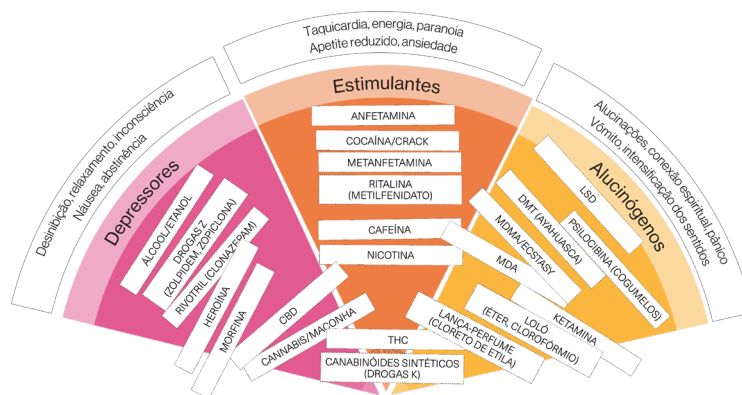 Taquicardia, energia, paranoia
Apetite reduzido, ansiedade
Desinibição, relaxamento, inconsciência
Náusea, abstinência
Alucinações, conexão espiritual, pânico
Vômito, intensificação dos sentidos
Depressores
ÁLCOOL/ETANOL
DROGAS Z
(ZOLPIDEM, ZOPICLONA)
RIVOTRIL (CLONAZEPAM)
HEROÍNA
MORFINA
CBD
CANNABIS/MACONHA
Estimulantes
ANFETAMINA
COCAÍNA/CRACK
METANFETAMINA
RITALINA
(METILFENIDATO)
CAFEÍNA
NICOTINA
THC
CANABINÓIDES SINTÉTICOS
(DROGAS K)
Alucinógenos
LSD
PSILOCIBINA (COGUMELOS)
DMT (AYAHUASCA)
MDMA/ECSTASY
MDA
KETAMINA
LOLÓ
(ÉTER, CLOROFÓRMIO)
LANÇA-PERFUME
(CLORETO DE ETILA)